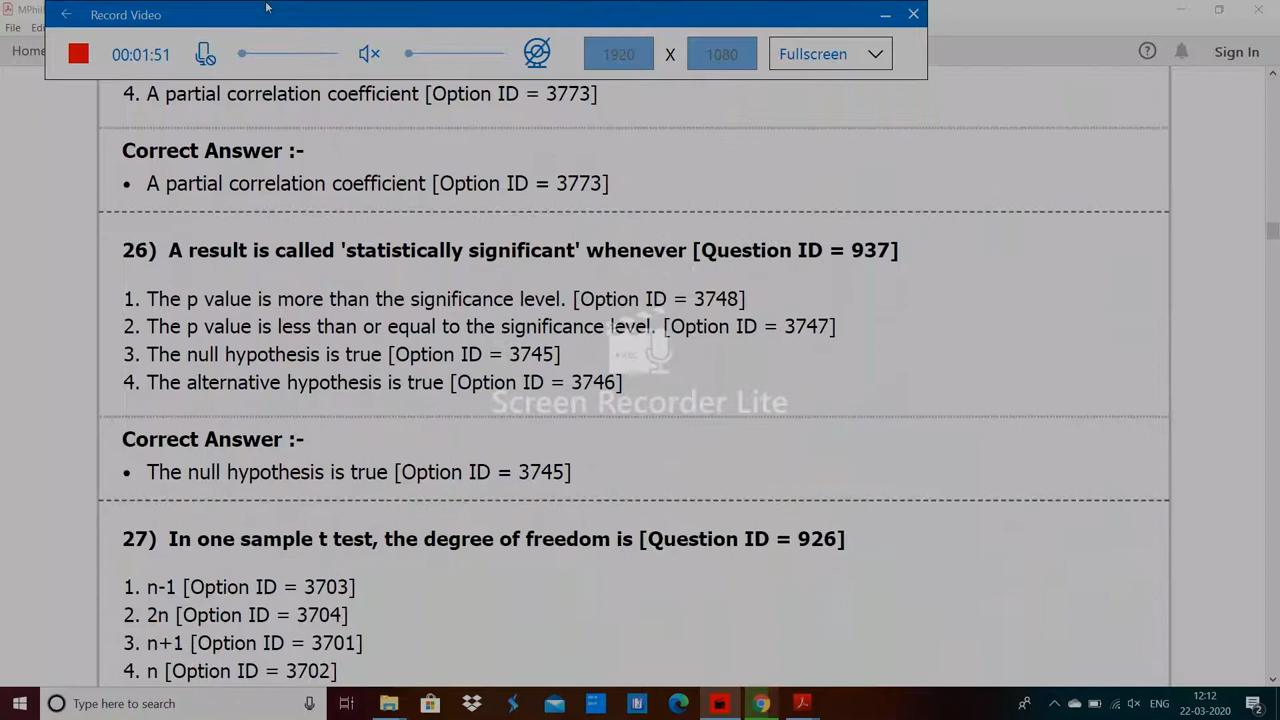 MPhil
Record Video
File Edi
00:01:51
1920 X 1080 Fullscreen
Home
Sign In
4. A partial correlation coefficient [Option ID = 3773]
Correct Answer :-
• A partial correlation coefficient [Option ID = 3773]
26) A result is called 'statistically significant' whenever [Question ID = 937]
1. The p value is more than the significance level. [Option ID = 3748]
2. The p value is less than or equal to the significance level. [Option ID = 3747]
3. The null hypothesis is true [Option ID = 3745]
4. The alternative hypothesis is true [Option ID = 3746]
Screen Recorder Lite
Correct Answer :-
• The null hypothesis is true [Option ID = 3745]
27) In one sample t test, the degree of freedom is [Question ID = 926]
1. n-1 [Option ID = 3703]
2. 2n [Option ID = 3704]
3. n+1 [Option ID = 3701]
4. n [Option ID = 3702]
Type here to search
ENG
12:12
22-03-2020
2